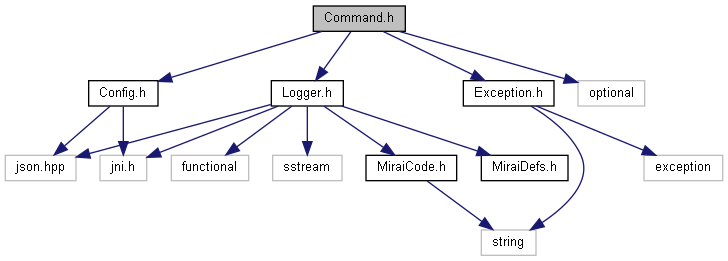 Command.h
Config.h
Logger.h
Exception.h
optional
json.hpp
jni.h
functional
sstream
MiraiCode.h
MiraiDefs.h
exception
string